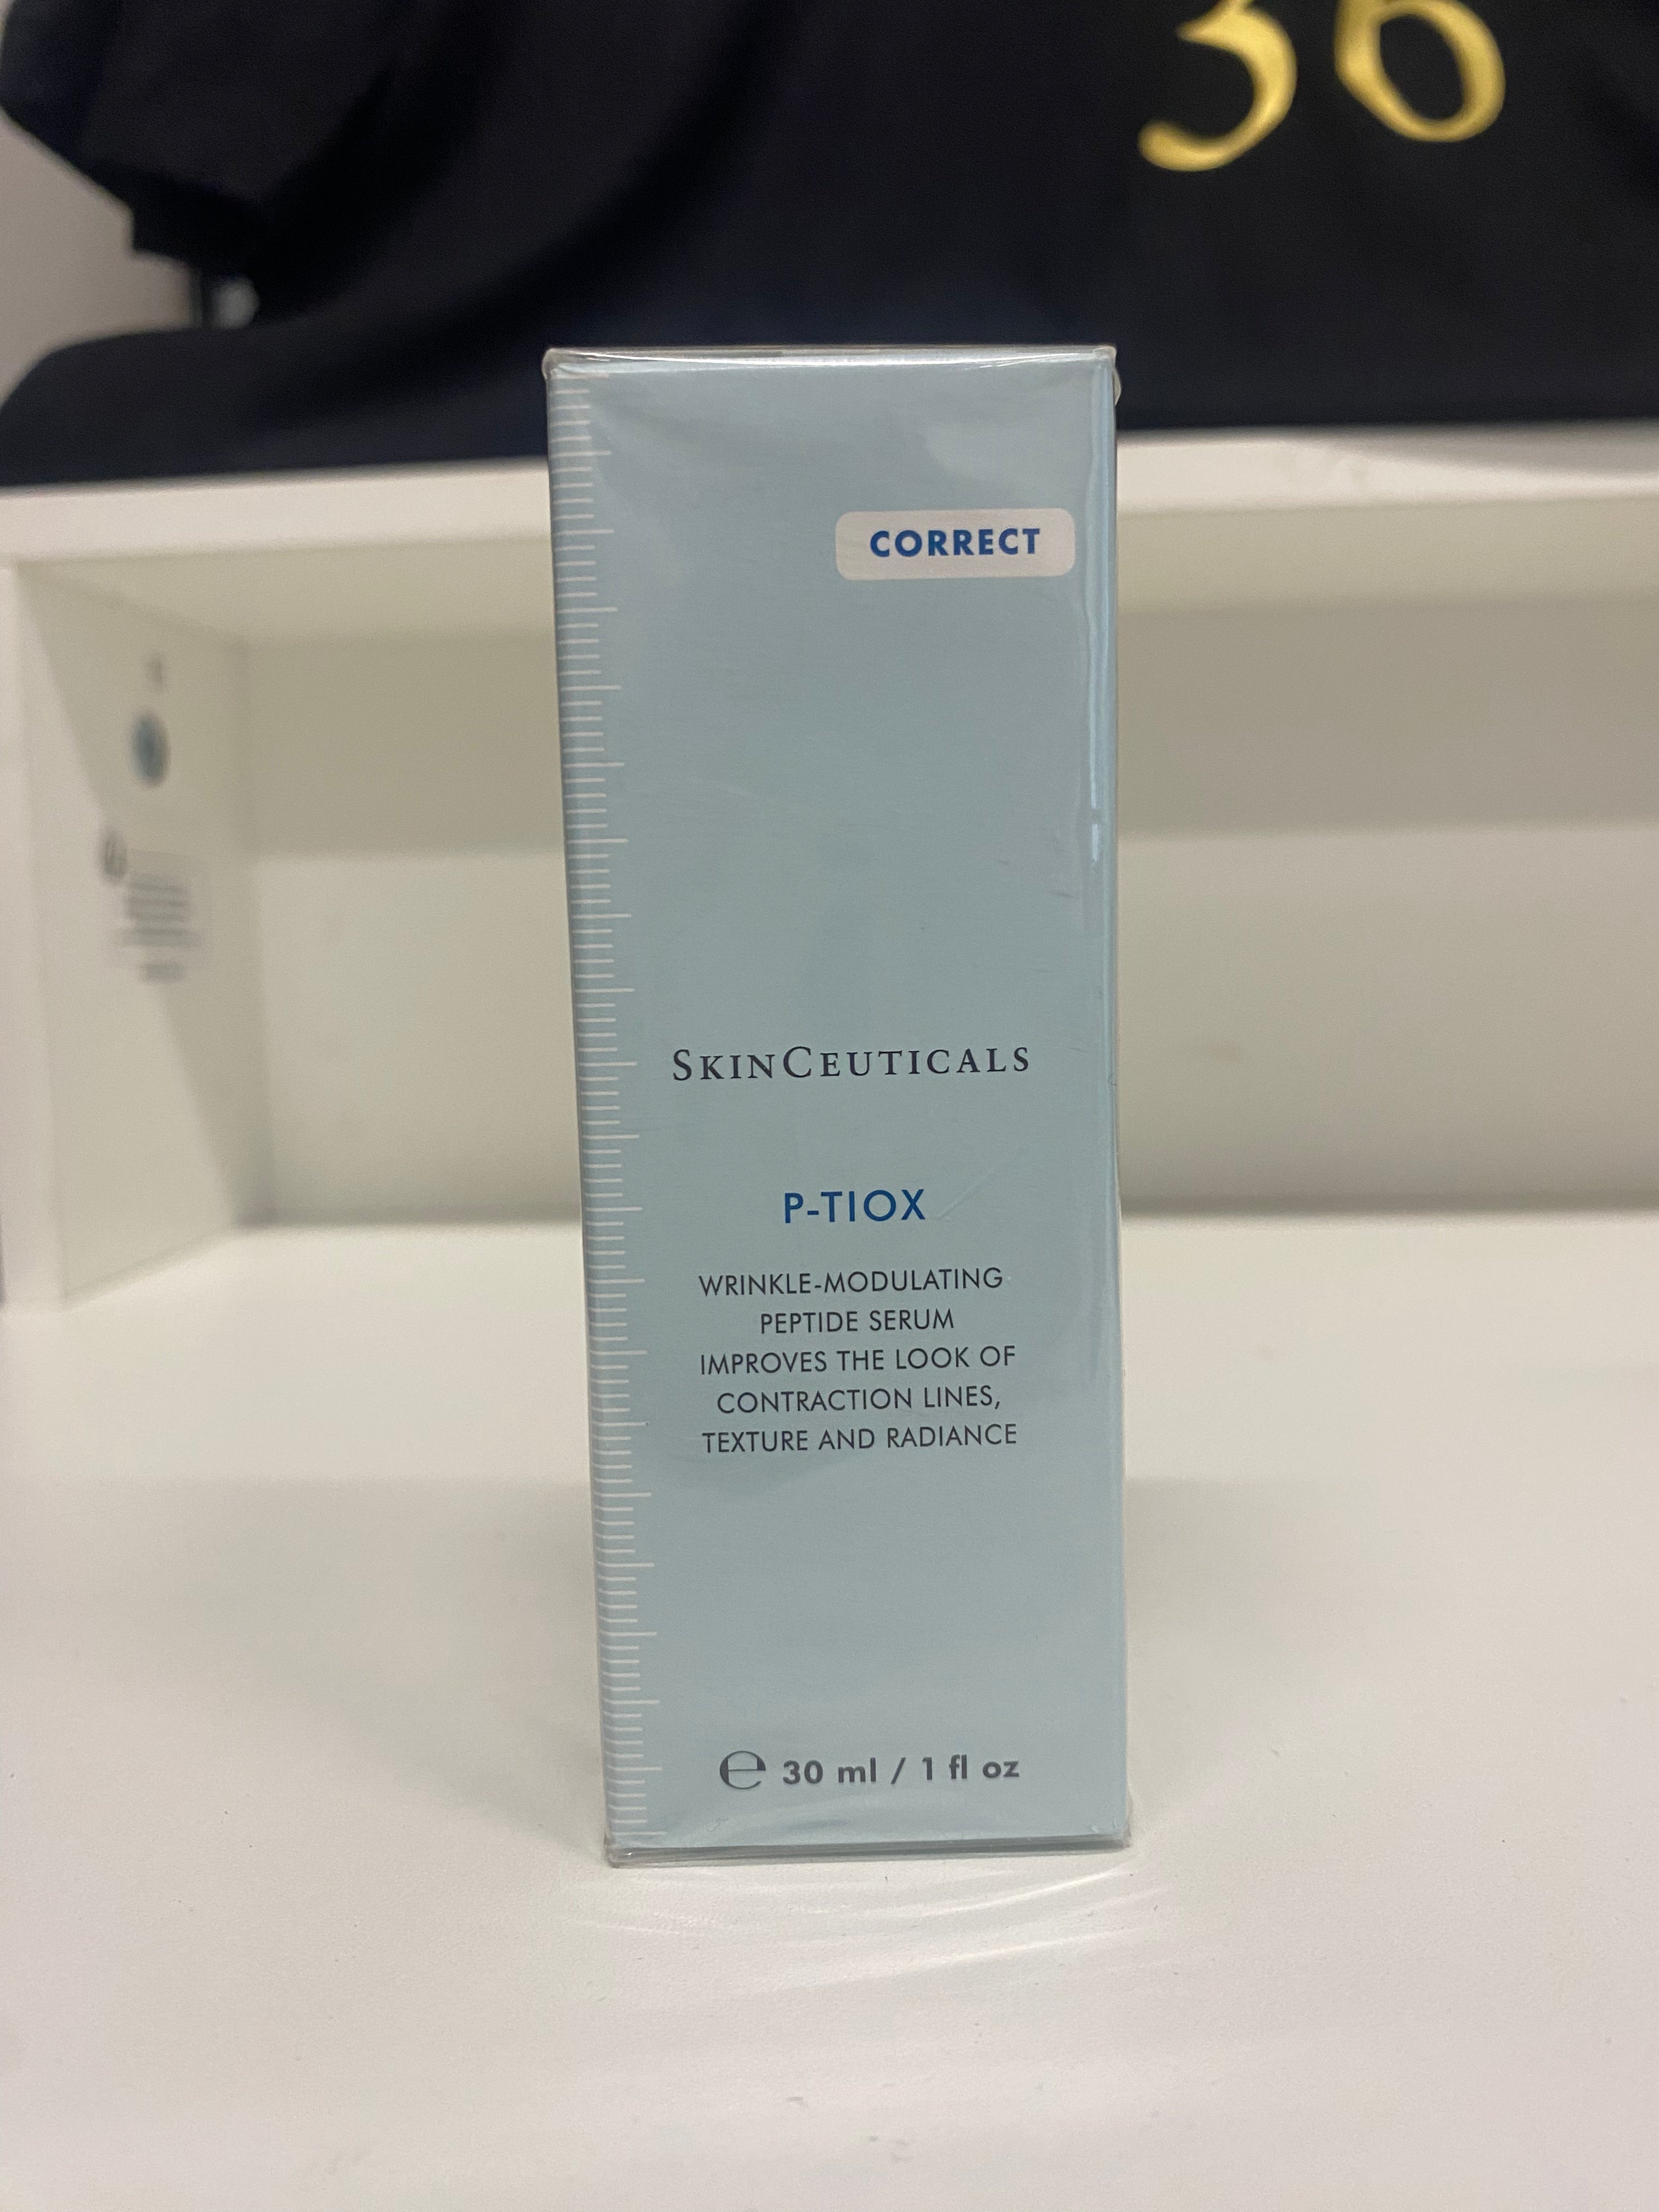 36
CORRECT
SKINCEUTICALS
P-TIOX
WRINKLE-MODULATING
PEPTIDE SERUM
IMPROVES THE LOOK OF
CONTRACTION LINES,
TEXTURE AND RADIANCE
℮ 30 ml / 1 fl oz